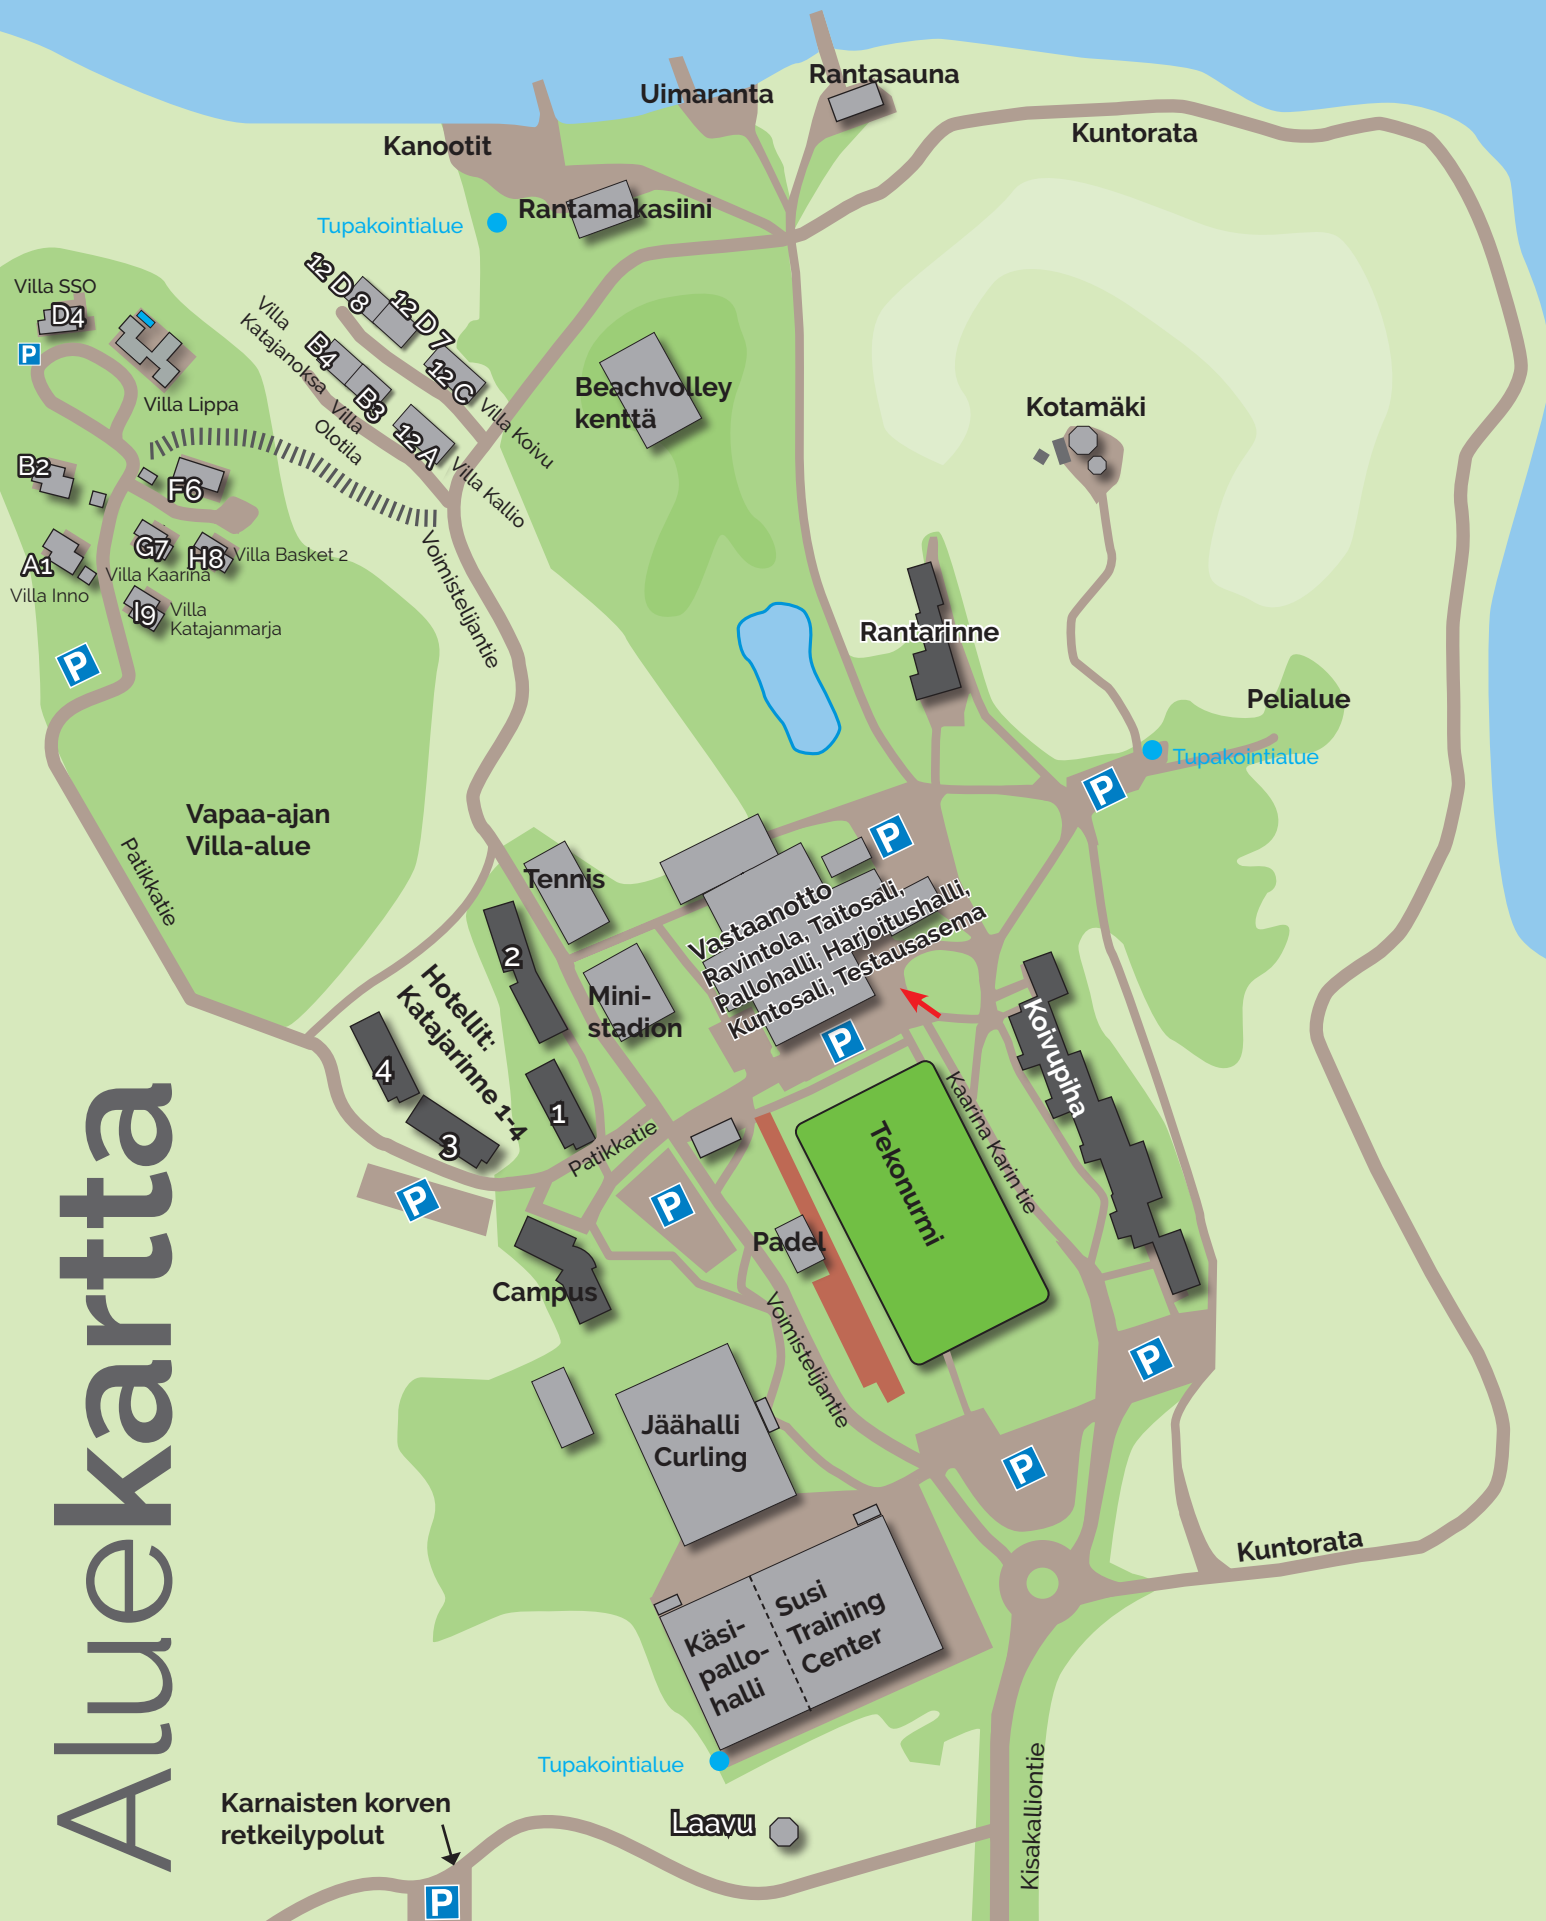 Aluekartta
Rantasauna
Uimaranta
Kuntorata
Kanootit
Rantamakasiini
Tupakointialue
12 D 8
12 D 7
12 C
Villa SSO
D4
P
Villa
Katajanoksa
B4
B3
Villa
Olotila
12 A
Villa Koivu
Villa Kallio
Villa Lippa
Beachvolley
kenttä
Kotamäki
B2
F6
G7
H8
Villa Basket 2
A1
Villa Kaarina
Villa Inno
I9
Villa
Katajanmarja
P
Voimistelijantie
Rantarinne
Pelialue
Tupakointialue
P
Vapaa-ajan
Villa-alue
Patikkatie
P
Tennis
Vastaanotto
Ravintola, Taitosali,
Pallohalli, Harjoitushalli,
Kuntosali, Testausasema
2
Mini-
stadion
Hotellit:
Katajarinne 1-4
P
Koivupiha
4
3
1
Patikkatie
Kaarina Karin tie
Tekonurmi
P
P
Padel
Campus
Voimistelijantie
P
Jäähalli
Curling
P
Kuntorata
Käsi-
pallo-
halli
Susi
Training
Center
Tupakointialue
Kisakalliontie
Laavu
Karnaisten korven
retkeilypolut
P